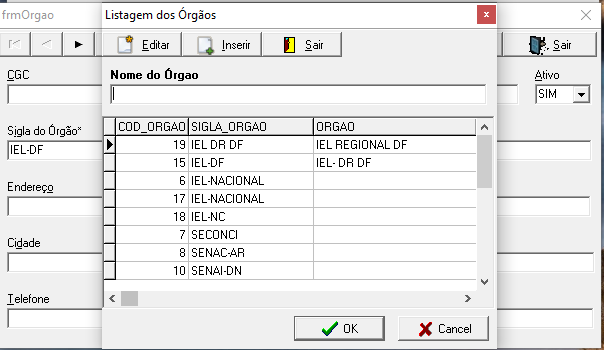 frmOrgao
Listagem dos Órgãos
Editar
Inserir
Sair
Sair
Nome do Órgao
CGC
Ativo
SIM
Sigla do Órgão*
IEL-DF
Endereço
Cidade
Telefone
COD_ORGAO SIGLA_ORGAO ORGAO
19 IEL DR DF IEL REGIONAL DF
15 IEL-DF IEL- DR DF
6 IEL-NACIONAL
17 IEL-NACIONAL
18 IEL-NC
7 SECONCI
8 SENAC-AR
10 SENAI-DN
OK
Cancel